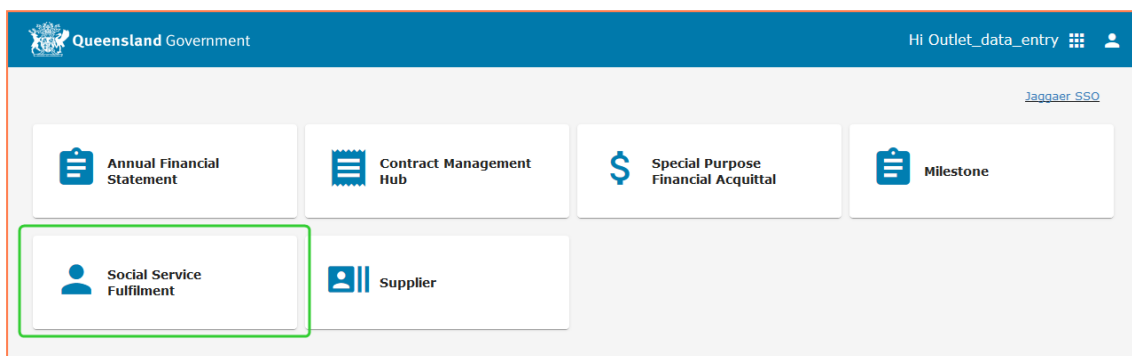 Queensland Government
Hi Outlet_data_entry
Jaggaer SSO
Annual Financial
Statement
Contract Management
Hub
Special Purpose
Financial Acquittal
Milestone
Social Service
Fulfilment
Supplier